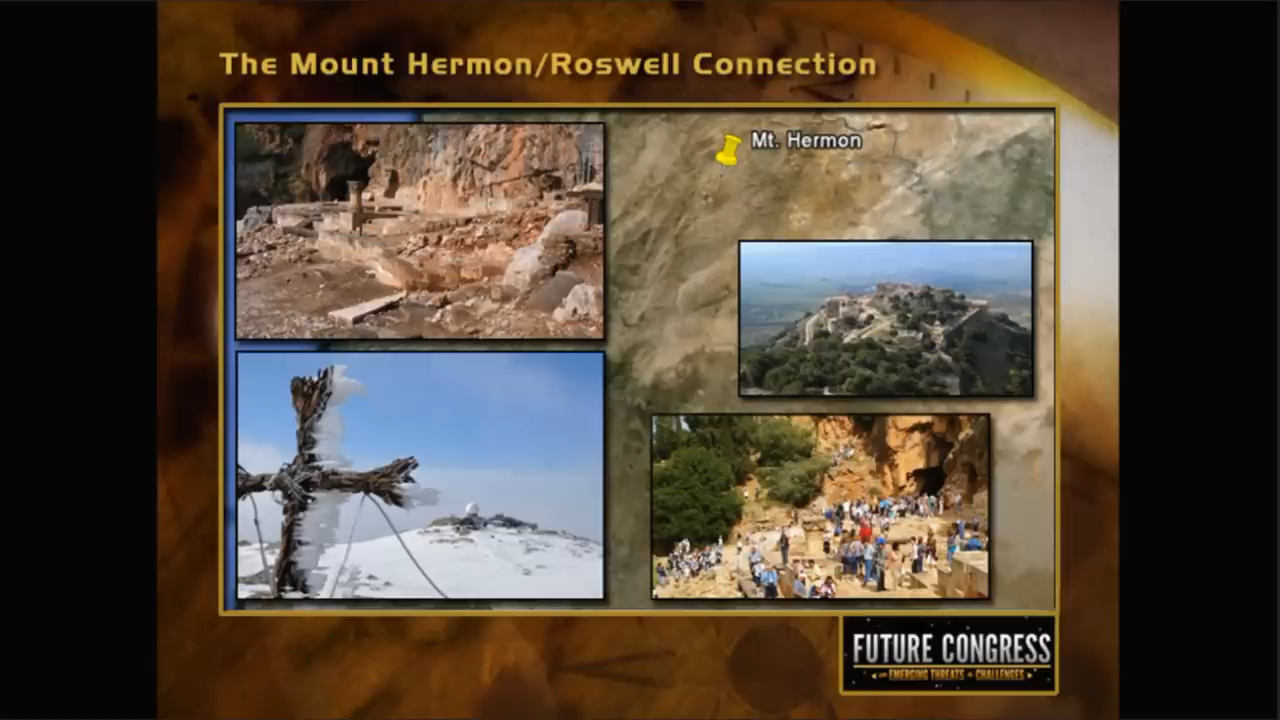 The Mount Hermon/Roswell Connection
Mt. Hermon
FUTURE CONGRESS
EMERGING THREATS
CHALLENGES